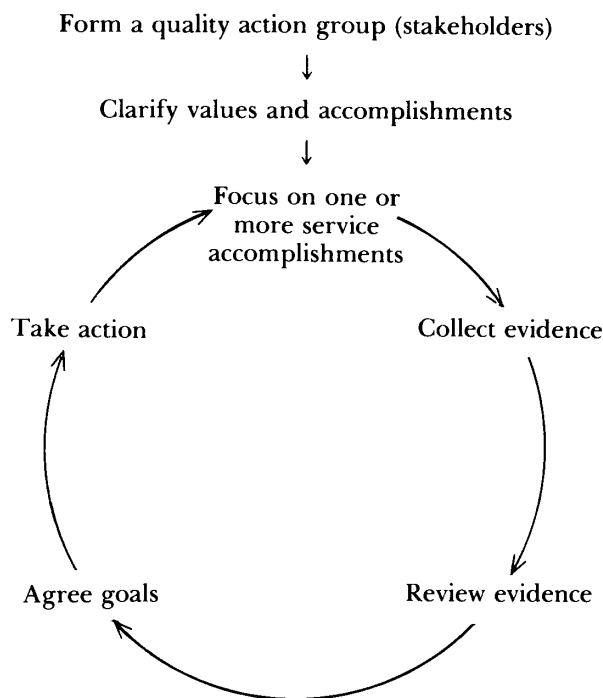 Form a quality action group (stakeholders)
Clarify values and accomplishments
Focus on one or
more service
accomplishments
Take action
Collect evidence
Agree goals
Review evidence